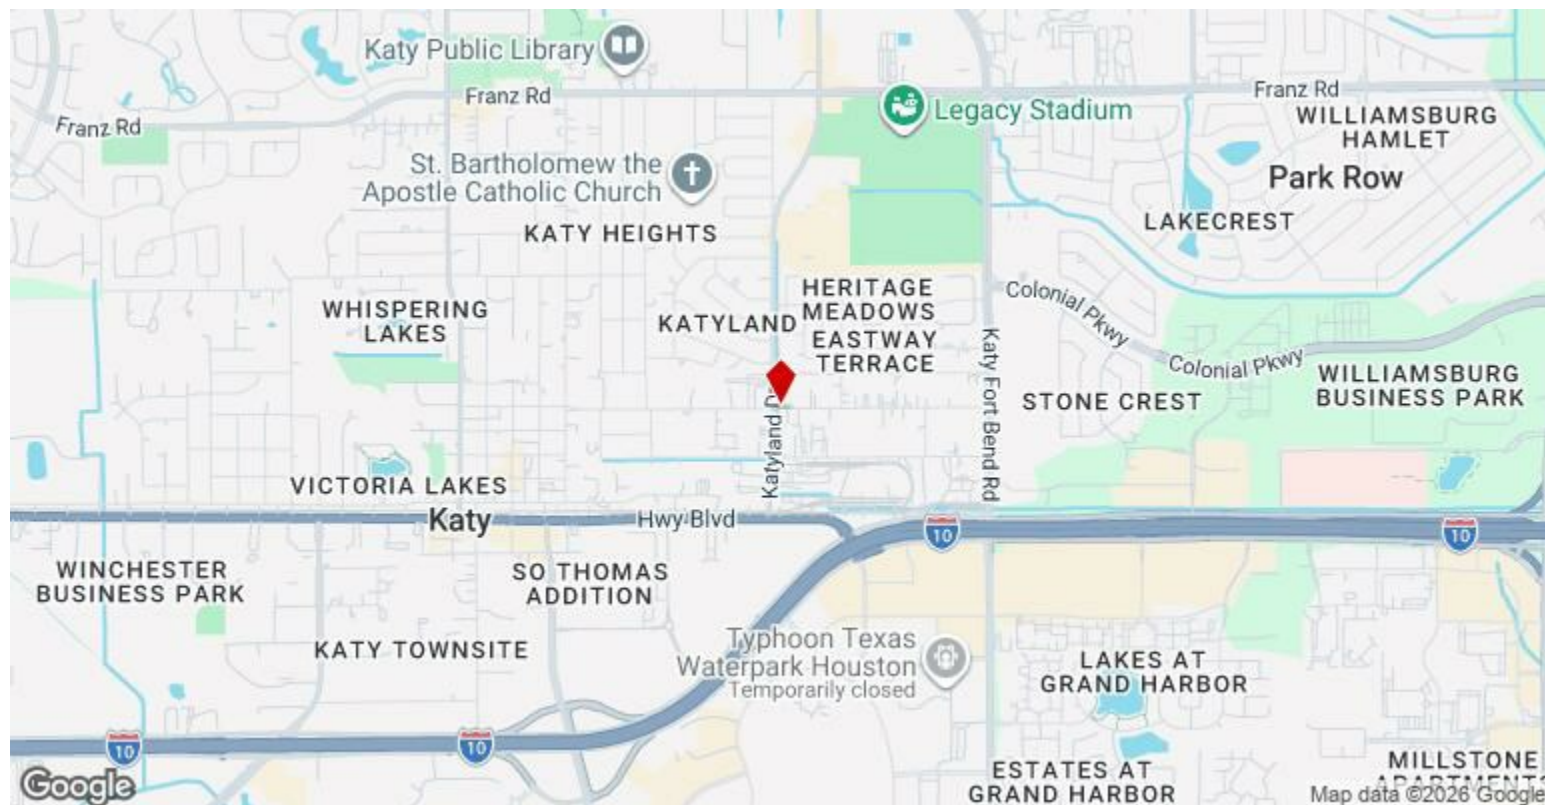 Katy Public Library
Franz Rd
Franz Rd
Franz Rd
Legacy Stadium
WILLIAMSBURG
HAMLET
St. Bartholomew the
Apostle Catholic Church
Park Row
KATY HEIGHTS
LAKECREST
HERITAGE
MEADOWS
Colonial Pkwy
WHISPERING
LAKES
KATYLAND
EASTWAY
TERRACE
Katy Fort Bend Rd
Colonial Pkwy
WILLIAMSBURG
BUSINESS PARK
STONE CREST
Katyland
VICTORIA LAKES
Katy
Hwy Blvd
10
10
WINCHESTER
BUSINESS PARK
SO THOMAS
ADDITION
KATY TOWNSITE
Typhoon Texas
Waterpark Houston
Temporarily closed
LAKES AT
GRAND HARBOR
10
10
ESTATES AT
GRAND HARBOR
MILLSTONE
Google
Map data ©2026 Google